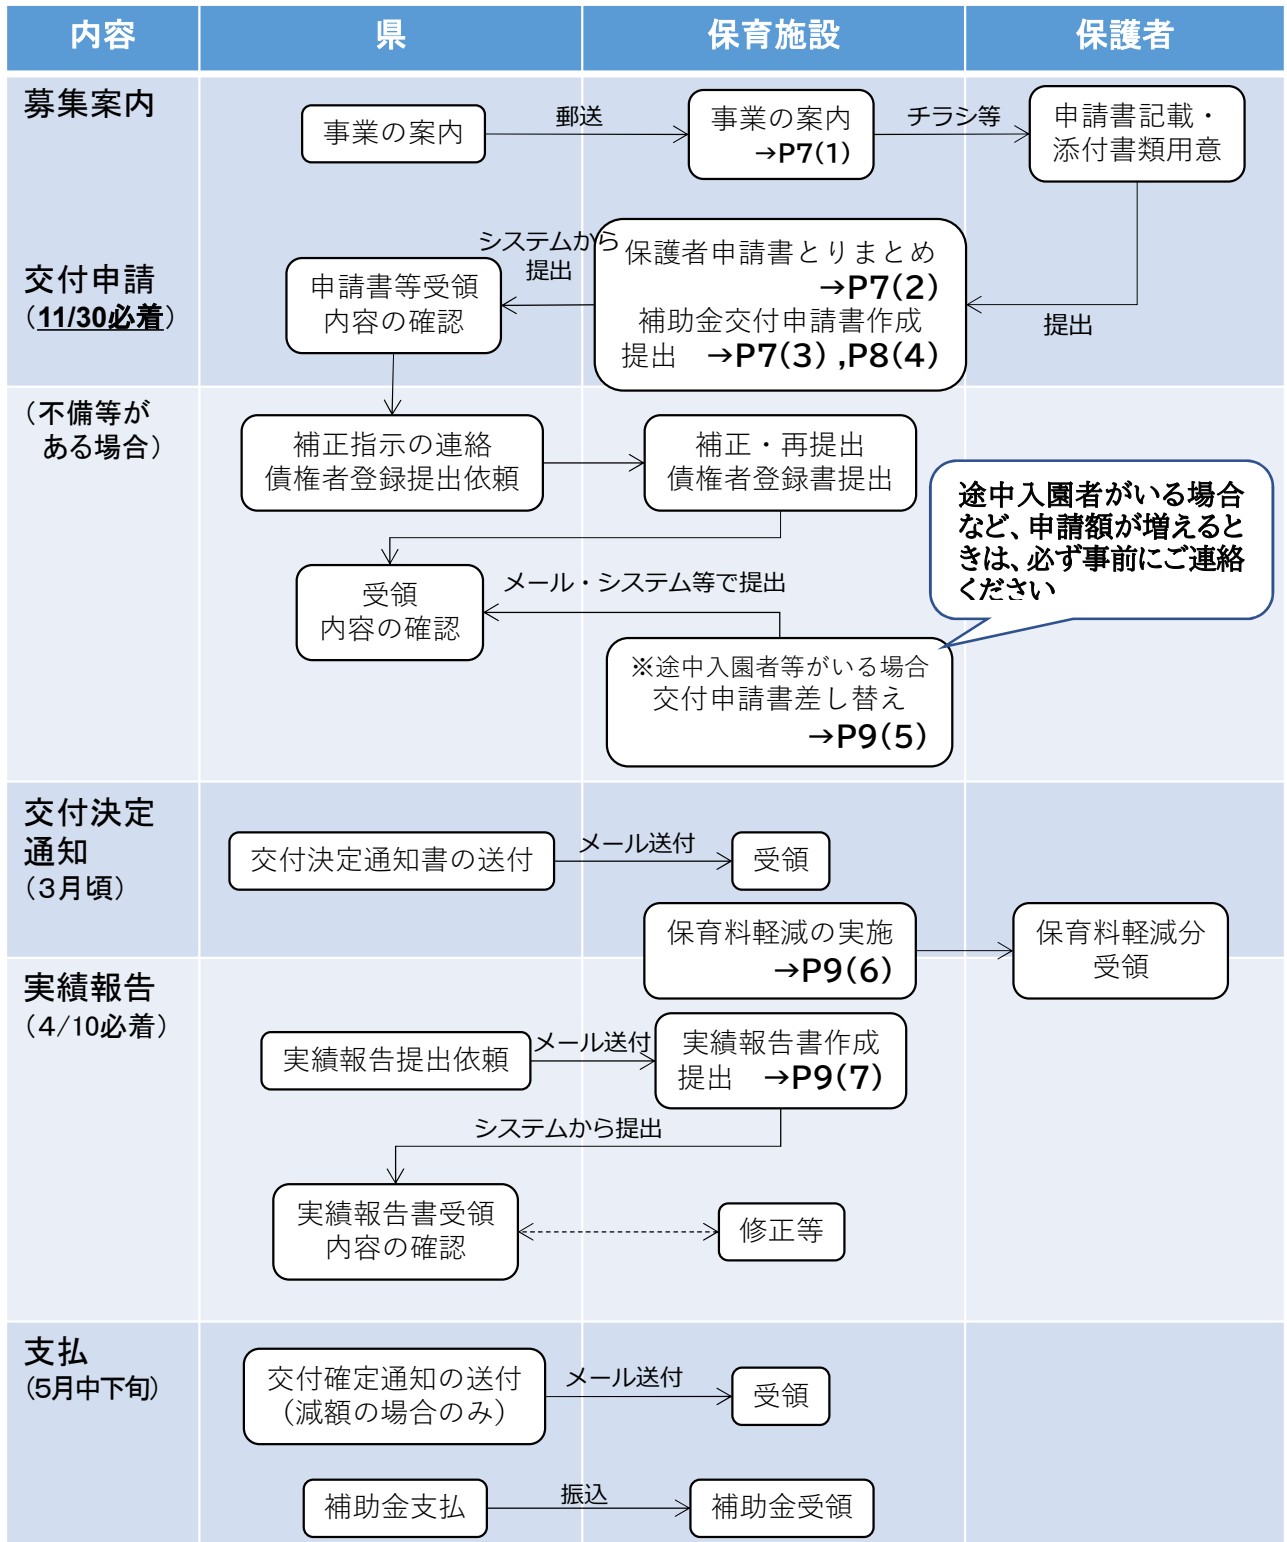 内容
県
保育施設
保護者
募集案内
事業の案内
郵送
事業の案内
→P7(1)
チラシ等
申請書記載・
添付書類用意
交付申請
（11/30必着）
システムから
提出
申請書等受領
内容の確認
保護者申請書とりまとめ
→P7(2)
補助金交付申請書作成
提出　→P7(3) ,P8(4)
提出
（不備等が
ある場合）
補正指示の連絡
債権者登録提出依頼
補正・再提出
債権者登録書提出
途中入園者がいる場合
など、申請額が増えると
きは、必ず事前にご連絡
ください
受領
内容の確認
メール・システム等で提出
※途中入園者等がいる場合
交付申請書差し替え
→P9(5)
交付決定
通知
（３月頃）
交付決定通知書の送付
メール送付
受領
保育料軽減の実施
→P9(6)
保育料軽減分
受領
実績報告
（４/10必着）
実績報告提出依頼
メール送付
実績報告書作成
提出　→P9(7)
システムから提出
実績報告書受領
内容の確認
修正等
支払
(5月中下旬)
交付確定通知の送付
（減額の場合のみ）
メール送付
受領
補助金支払
振込
補助金受領